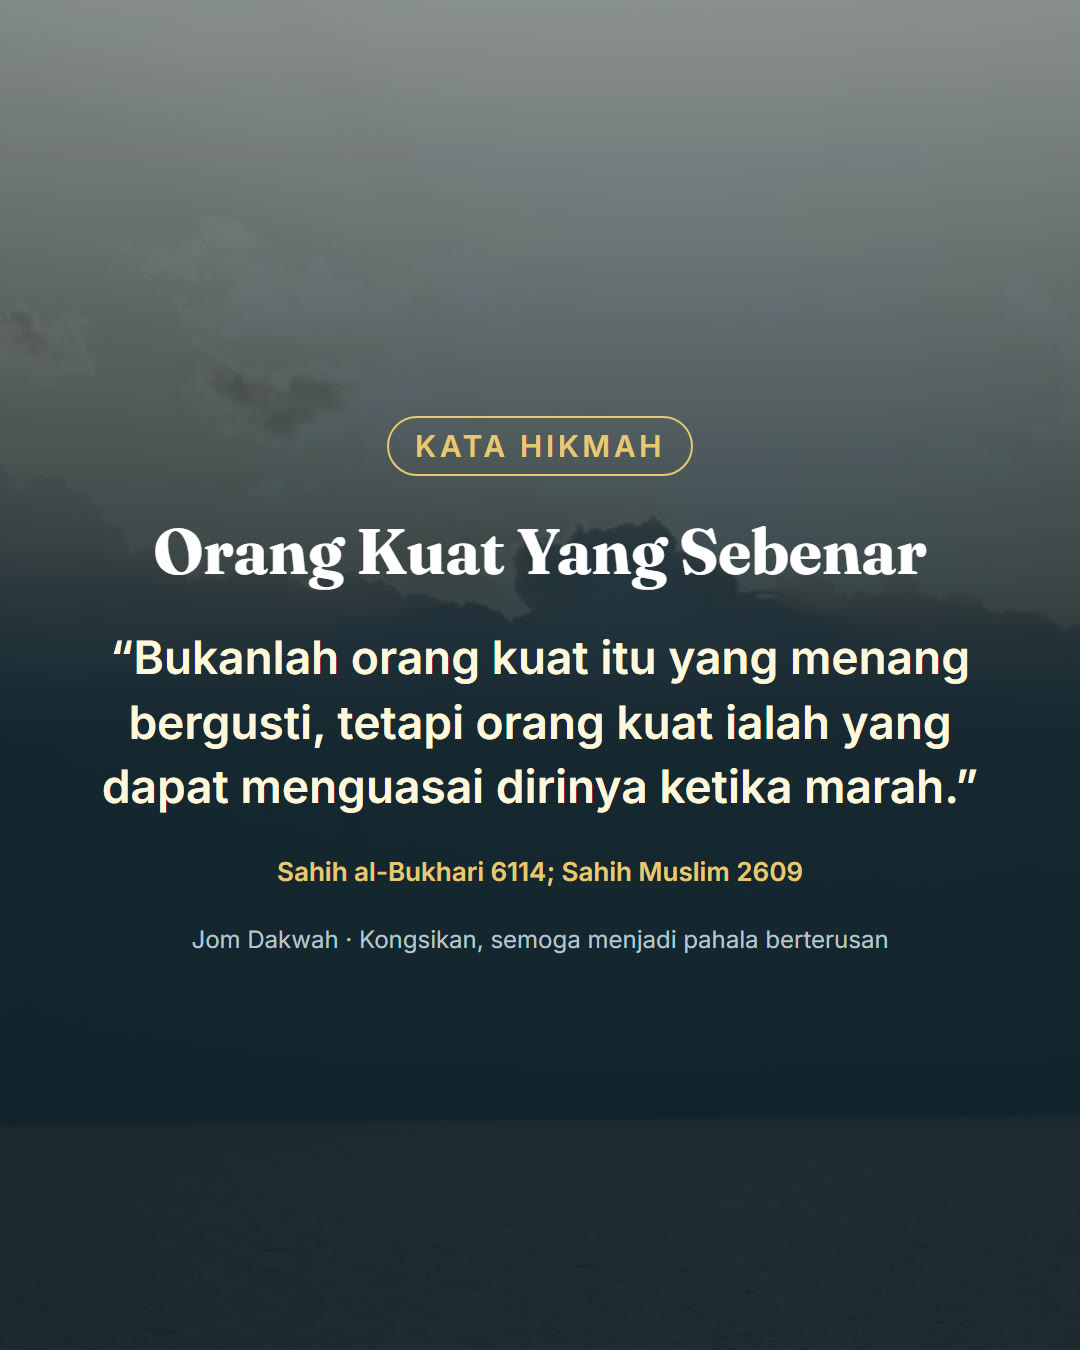 KATA HIKMAH
Orang Kuat Yang Sebenar
“Bukanlah orang kuat itu yang menang
bergusti, tetapi orang kuat ialah yang
dapat menguasai dirinya ketika marah.”
Sahih al-Bukhari 6114; Sahih Muslim 2609
Jom Dakwah · Kongsikan, semoga menjadi pahala berterusan